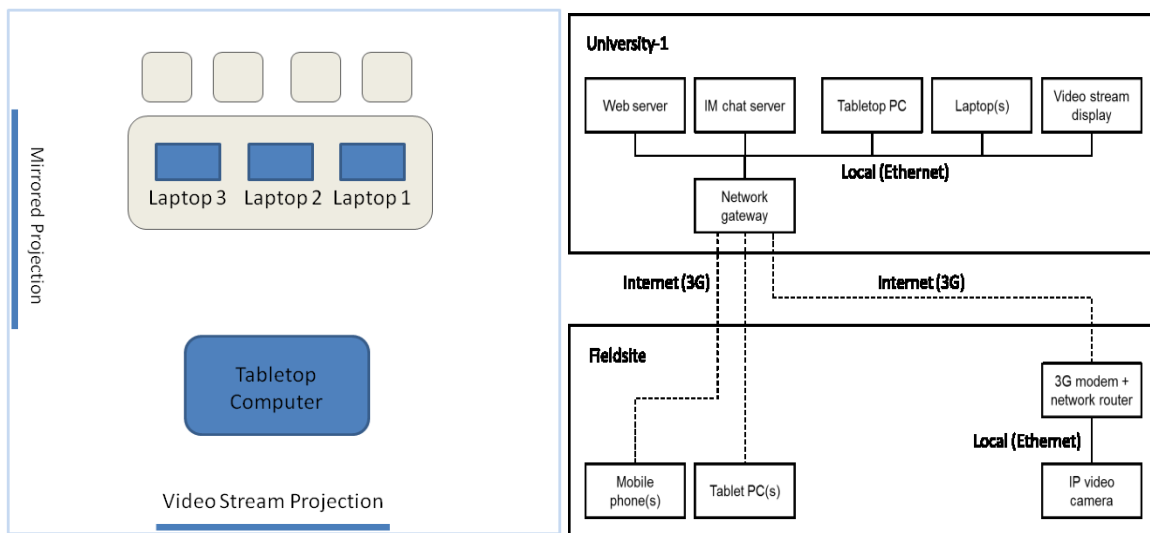 Mirrored Projection
Laptop 3
Laptop 2
Laptop 1
Tabletop
Computer
Video Stream Projection
University-1
Web server
IM chat server
Tabletop PC
Laptop(s)
Video stream
display
Local (Ethernet)
Network
gateway
Internet (3G)
Internet (3G)
Fieldsite
3G modem +
network router
Local (Ethernet)
Mobile
phone(s)
Tablet PC(s)
IP video
camera